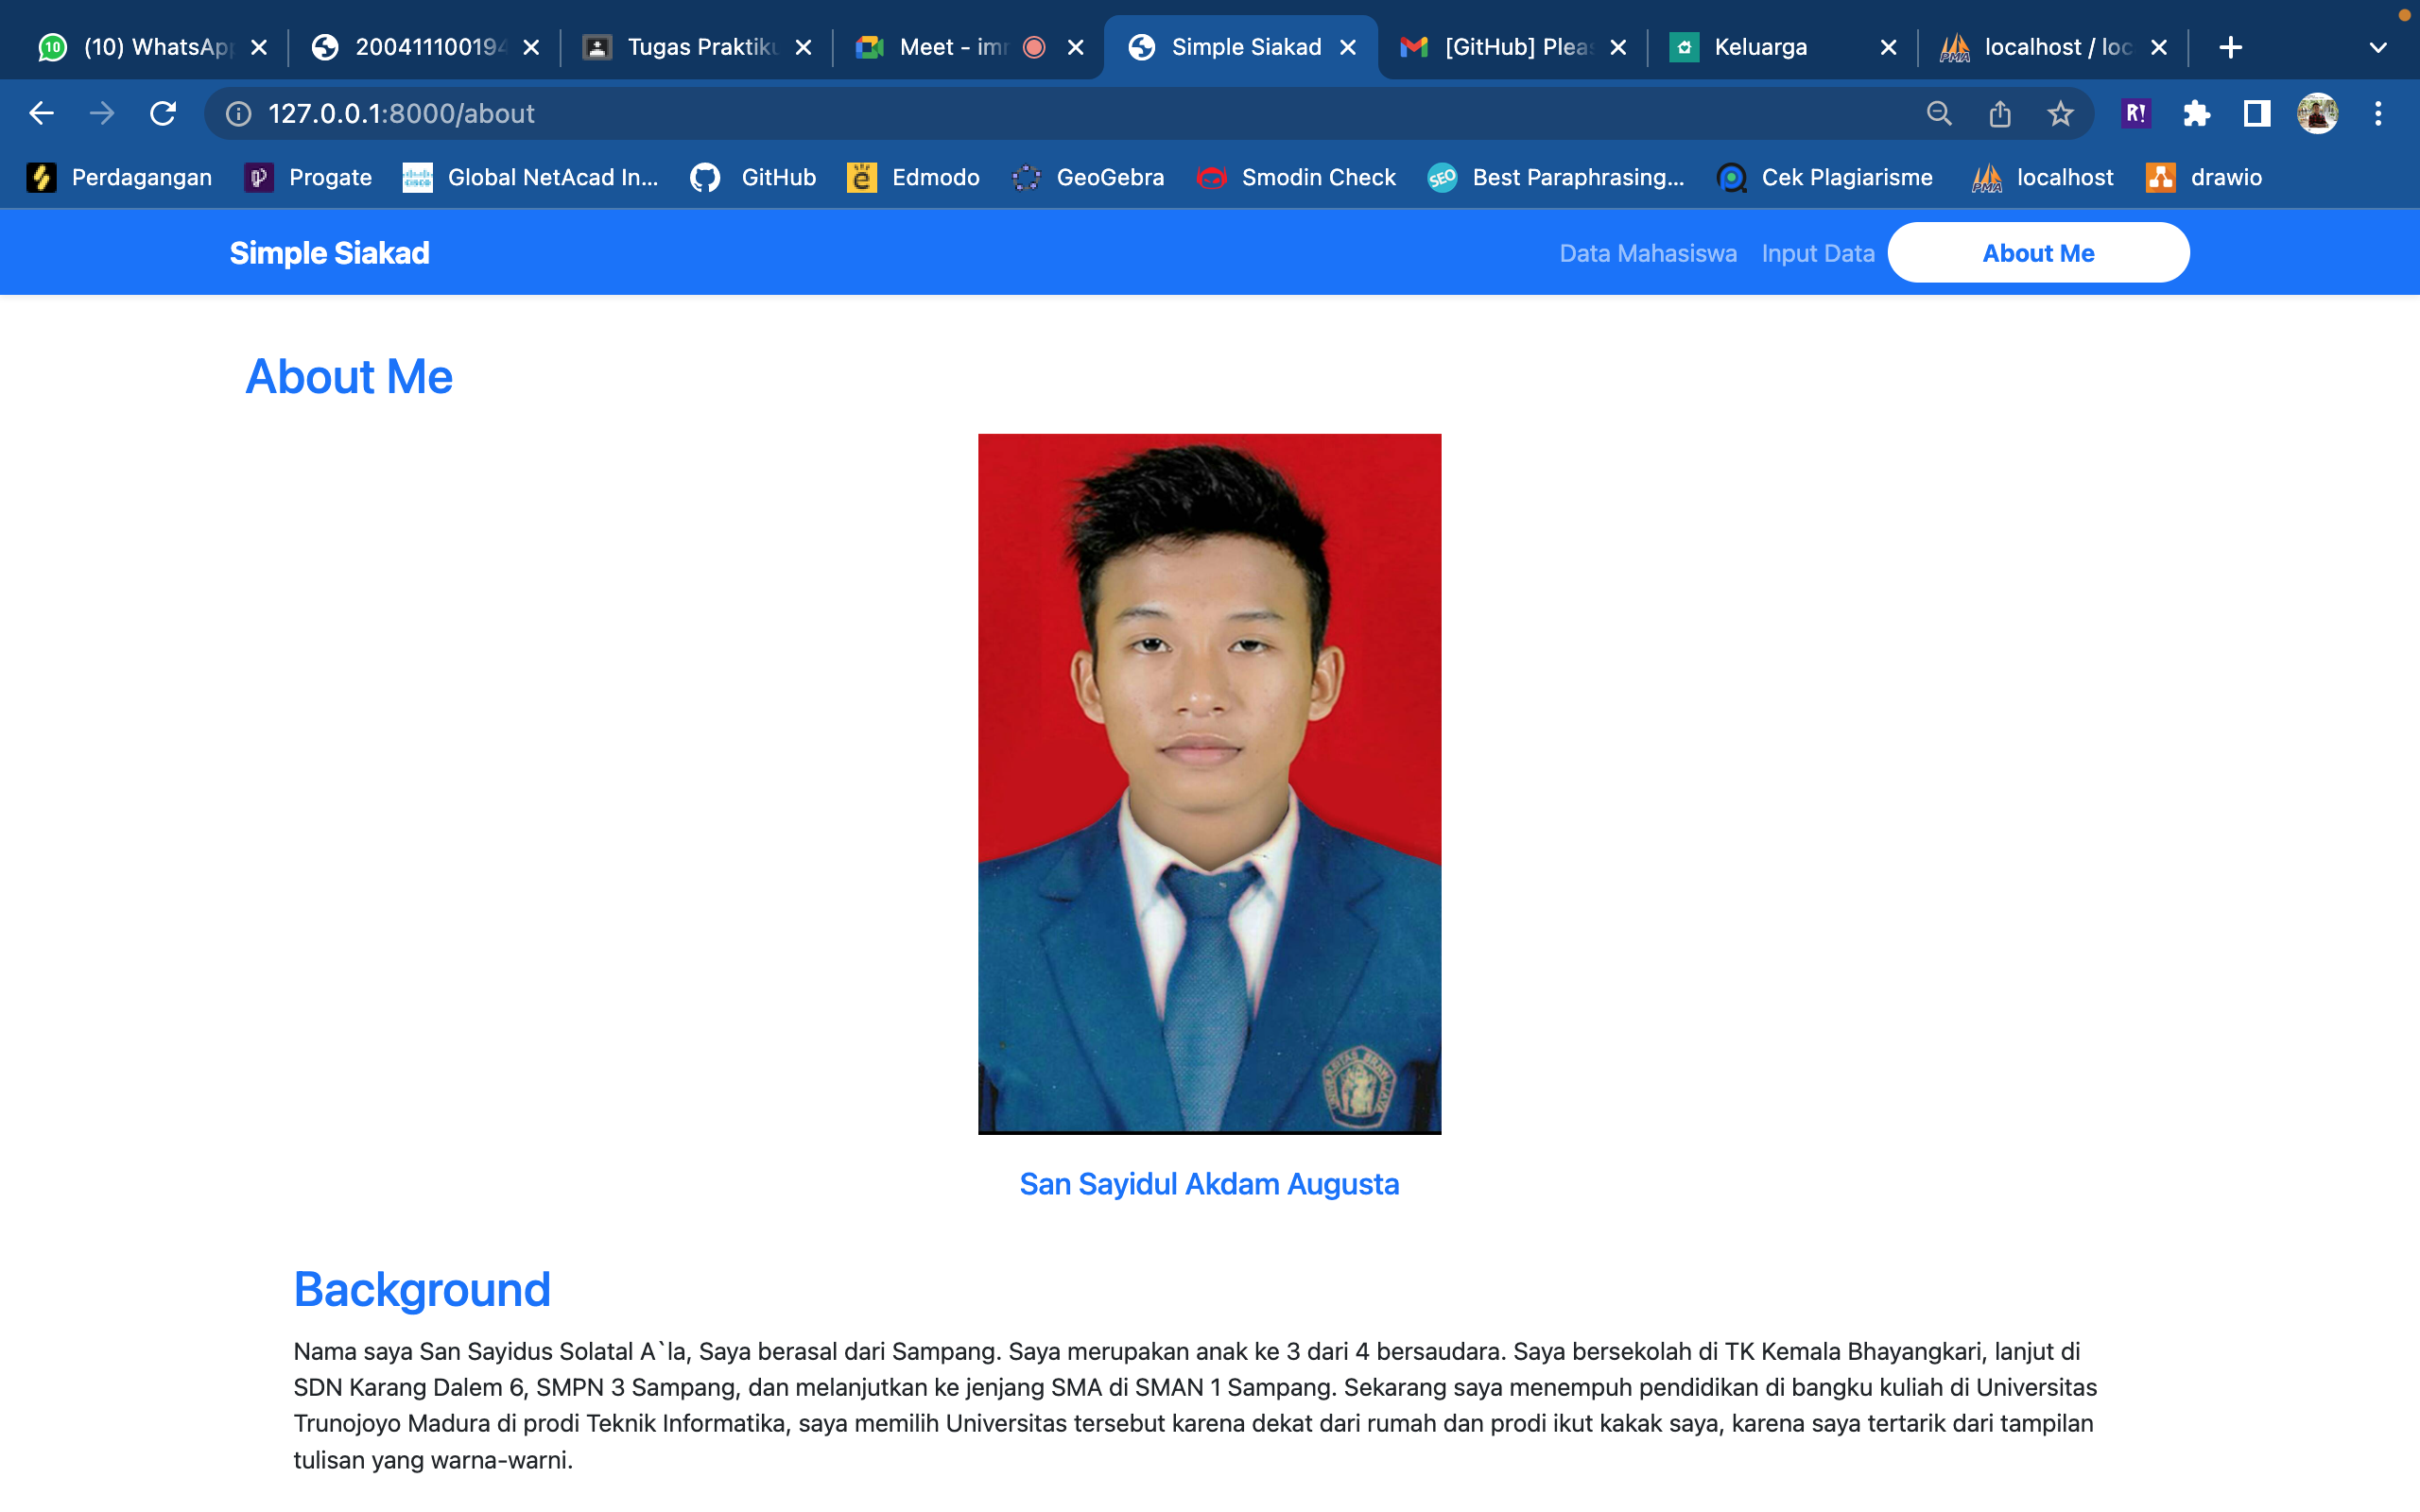 (10) WhatsApp
200411100194
Tugas Praktiku
Meet - imr
Simple Siakad
[GitHub] Pleas
Keluarga
localhost / loc
127.0.0.1:8000/about
Perdagangan
Progate
Global NetAcad In...
GitHub
Edmodo
GeoGebra
Smodin Check
Best Paraphrasing...
Cek Plagiarisme
localhost
drawio
Simple Siakad
Data Mahasiswa
Input Data
About Me
About Me
UNIVERSITAS BRAWIJAYA
San Sayidul Akdam Augusta
Background
Nama saya San Sayidus Solatal A`la, Saya berasal dari Sampang. Saya merupakan anak ke 3 dari 4 bersaudara. Saya bersekolah di TK Kemala Bhayangkari, lanjut di
SDN Karang Dalem 6, SMPN 3 Sampang, dan melanjutkan ke jenjang SMA di SMAN 1 Sampang. Sekarang saya menempuh pendidikan di bangku kuliah di Universitas
Trunojoyo Madura di prodi Teknik Informatika, saya memilih Universitas tersebut karena dekat dari rumah dan prodi ikut kakak saya, karena saya tertarik dari tampilan
tulisan yang warna-warni.